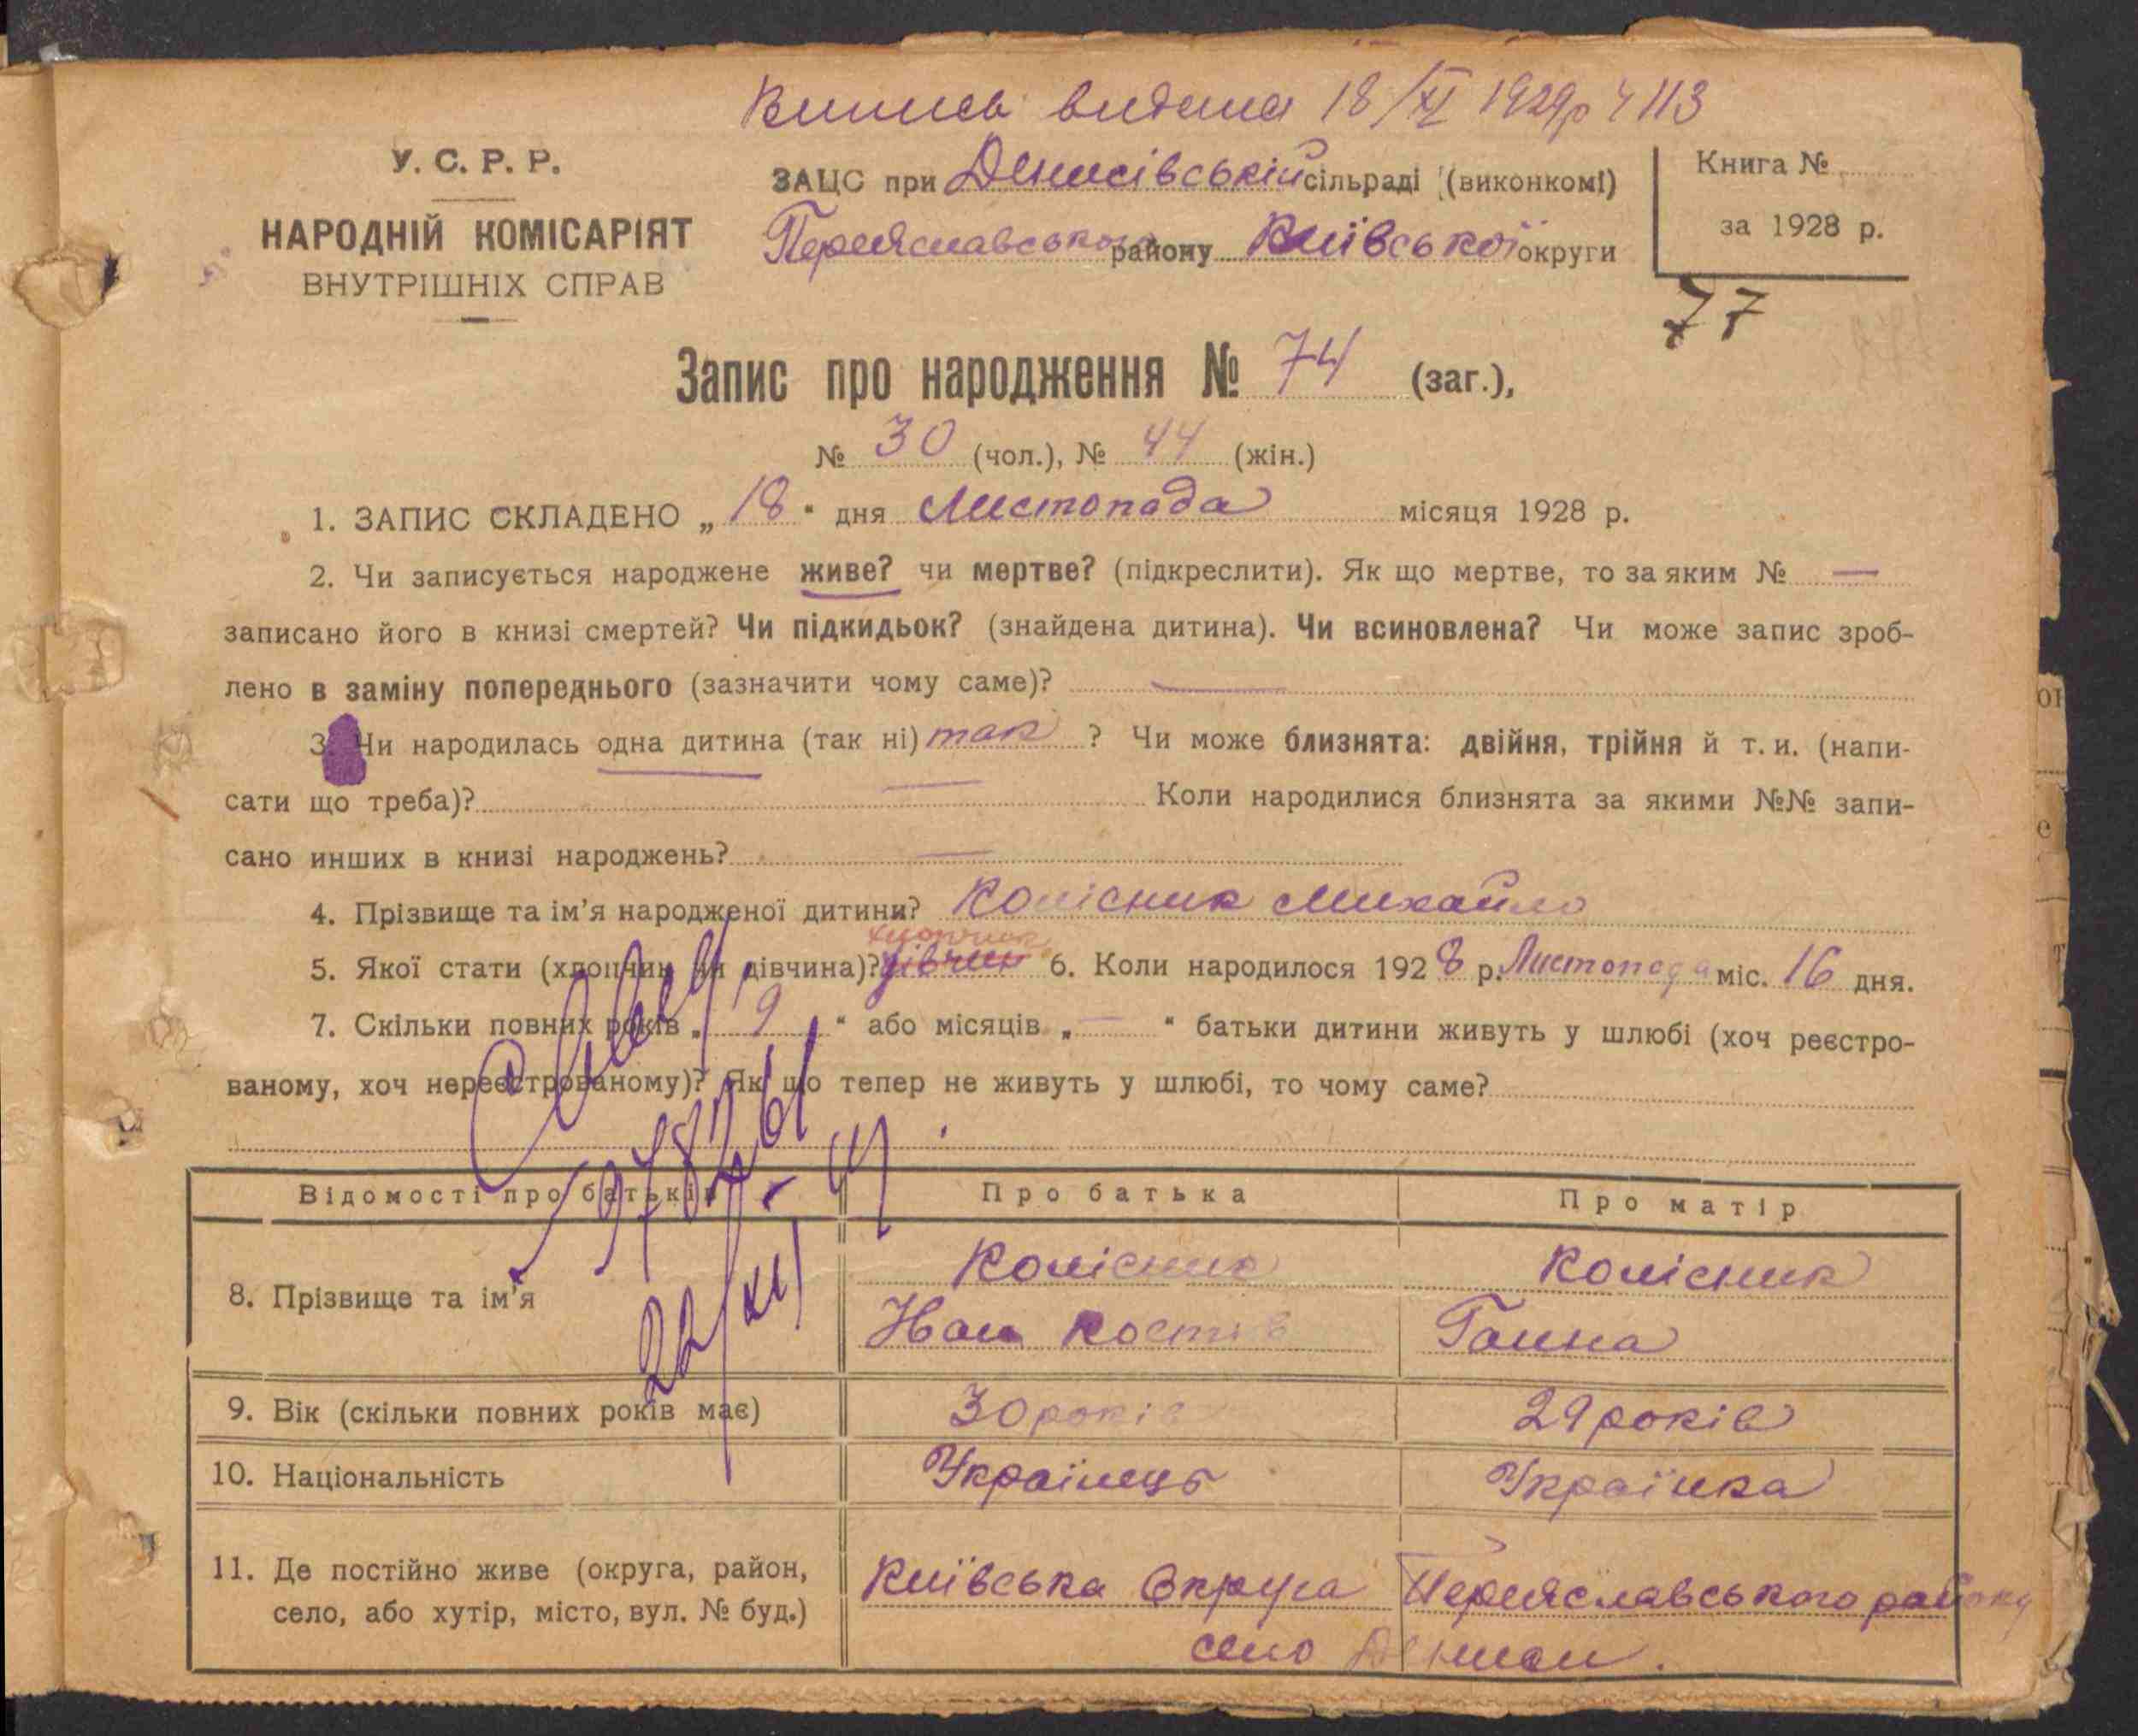 Випись видана 18/XI 1929р Ч 113
У. С. Р. Р.
НАРОДНІЙ КОМІСАРІЯТ
ВНУТРІШНІХ СПРАВ
ЗАЦС при Денисівській сільраді (виконкомі)
Переяславського району Київської округи
Книга №
за 1928 р.
77
Запис про народження № 74 (заг.),
№ 30 (чол.), № 44 (жін.)
1. ЗАПИС СКЛАДЕНО „ 18 “ дня Листопада місяця 1928 р.
2. Чи записується народжене живе? чи мертве? (підкреслити). Як що мертве, то за яким № —
записано його в книзі смертей? Чи підкидьок? (знайдена дитина). Чи всиновлена? Чи може запис зроб-
лено в заміну попереднього (зазначити чому саме)? —
3. Чи народилась одна дитина (так ні) так ? Чи може близнята: двійня, трійня й т. и. (напи-
сати що треба)? — Коли народилися близнята за якими №№ запи-
сано инших в книзі народжень? —
4. Прізвище та ім'я народженої дитини? Колісник Михайло
хлопчик
5. Якої стати (хлопчик чи дівчина)? дівчин 6. Коли народилося 1928 р. Листопада міс. 16 дня.
7. Скільки повних років „ 9 “ або місяців „ — “ батьки дитини живуть у шлюбі (хоч реєстро-
ваному, хоч нереєстрованому)? Як що тепер не живуть у шлюбі, то чому саме?
22/XI
Відомості про батьків Про батька Про матір
8. Прізвище та ім'я
Колісник Колісник
Иван Костів Ганна
9. Вік (скільки повних років має) 30 років 29 років
10. Національність Українець Українка
11. Де постійно живе (округа, район,
село, або хутір, місто, вул. № буд.)
Київська Округа Переяславського району
село Дениси.